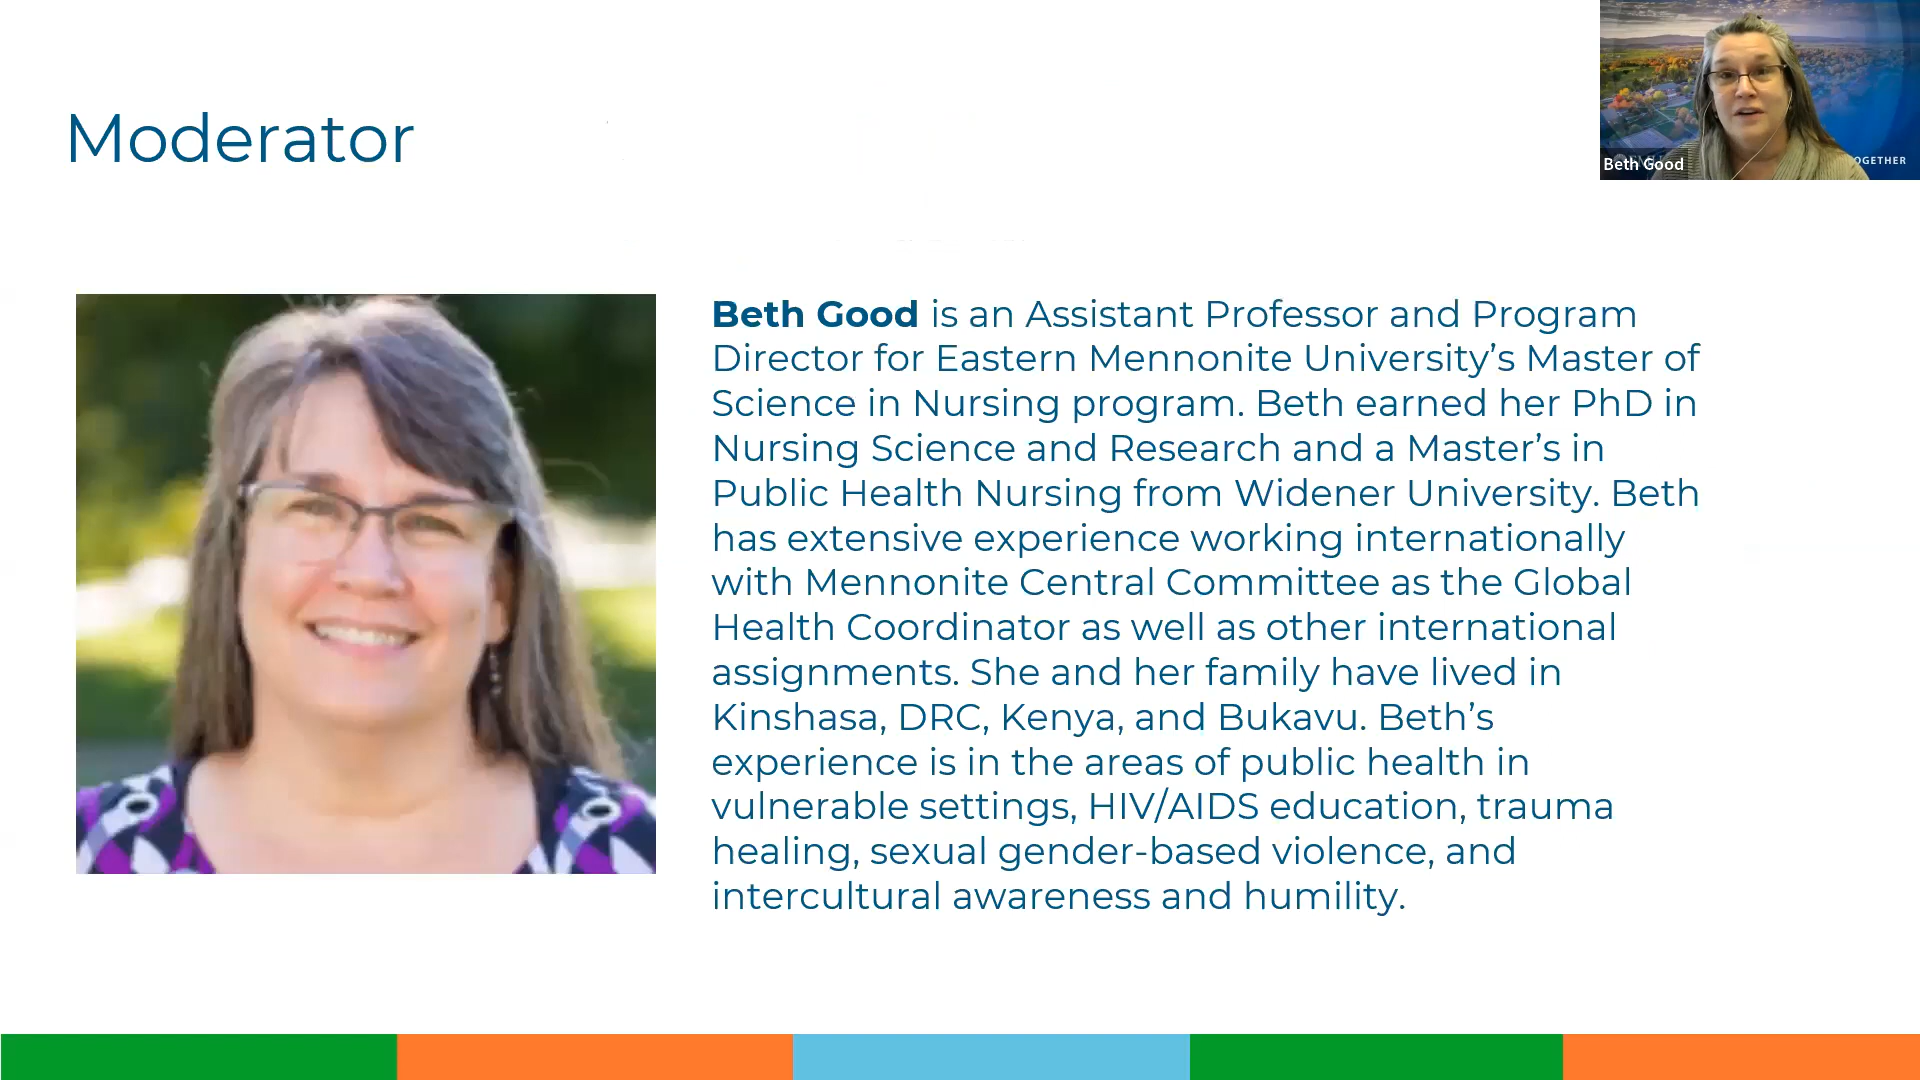 Moderator
Beth Good
OGETHER
Beth Good is an Assistant Professor and Program
Director for Eastern Mennonite University’s Master of
Science in Nursing program. Beth earned her PhD in
Nursing Science and Research and a Master’s in
Public Health Nursing from Widener University. Beth
has extensive experience working internationally
with Mennonite Central Committee as the Global
Health Coordinator as well as other international
assignments. She and her family have lived in
Kinshasa, DRC, Kenya, and Bukavu. Beth’s
experience is in the areas of public health in
vulnerable settings, HIV/AIDS education, trauma
healing, sexual gender-based violence, and
intercultural awareness and humility.